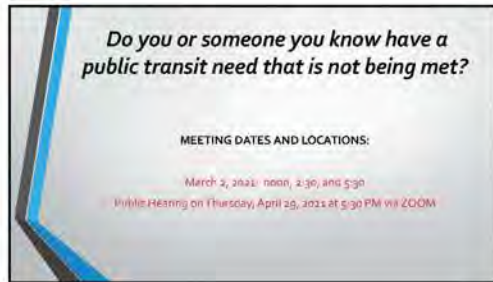 Do you or someone you know have a
public transit need that is not being met?
MEETING DATES AND LOCATIONS:
March 2, 2021: noon, 2:30, and 5:30
Public Hearing on Thursday, April 29, 2021 at 5:30 PM via ZOOM